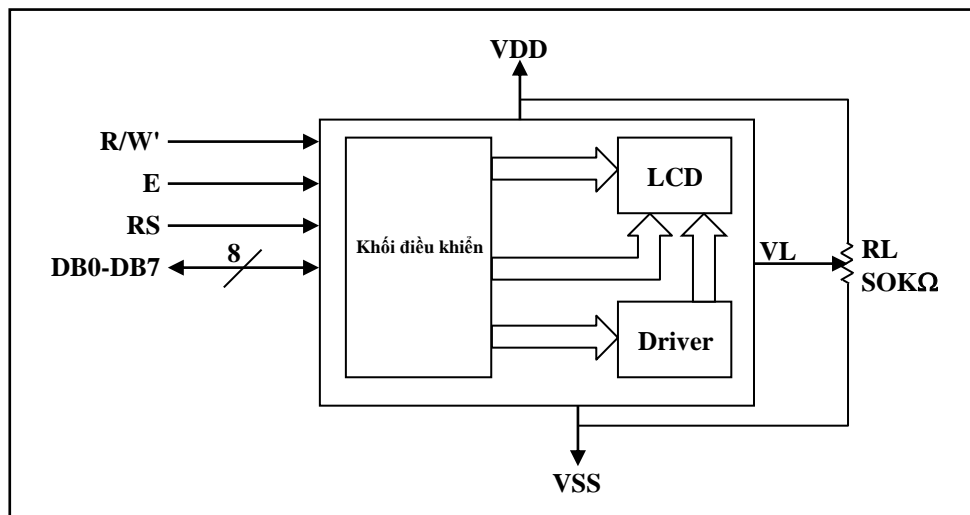 VDD
R/W'
E
RS
DB0-DB7
8
Khối điều khiển
LCD
Driver
VL
RL
SOKΩ
VSS